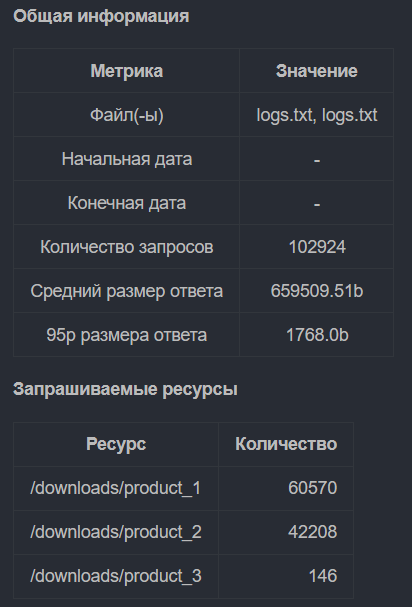 Общая информация
Метрика Значение
Файл(-ы) logs.txt, logs.txt
Начальная дата -
Конечная дата -
Количество запросов 102924
Средний размер ответа 659509.51b
95p размера ответа 1768.0b
Запрашиваемые ресурсы
Ресурс Количество
/downloads/product_1 60570
/downloads/product_2 42208
/downloads/product_3 146